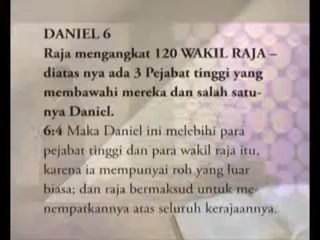 DANIEL 6
Raja mengangkat 120 WAKIL RAJA –
diatas nya ada 3 Pejabat tinggi yang
membawahi mereka dan salah satu-
nya Daniel.
6:4 Maka Daniel ini melebihi para
pejabat tinggi dan para wakil raja itu,
karena ia mempunyai roh yang luar
biasa; dan raja bermaksud untuk me-
nempatkannya atas seluruh kerajaannya.